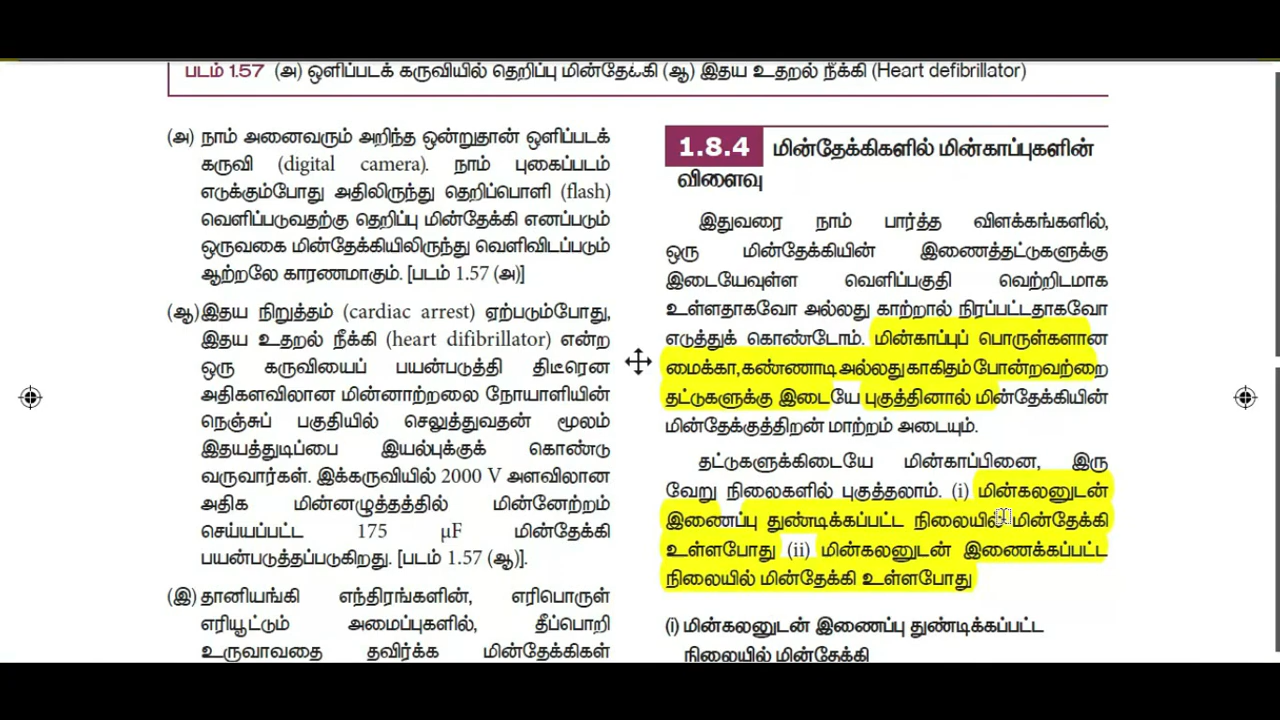 படம் 1.57 (அ) ஒளிப்படக் கருவியில் தெறிப்பு மின்தேக்கி (ஆ) இதய உதறல் நீக்கி (Heart defibrillator)
(அ) நாம் அனைவரும் அறிந்த ஒன்றுதான் ஒளிப்படக்
கருவி (digital camera). நாம் புகைப்படம்
எடுக்கும்போது அதிலிருந்து தெறிப்பொளி (flash)
வெளிப்படுவதற்கு தெறிப்பு மின்தேக்கி எனப்படும்
ஒருவகை மின்தேக்கியிலிருந்து வெளிவிடப்படும்
ஆற்றலே காரணமாகும். [படம் 1.57 (அ)]
(ஆ) இதய நிறுத்தம் (cardiac arrest) ஏற்படும்போது,
இதய உதறல் நீக்கி (heart difibrillator) என்ற
ஒரு கருவியைப் பயன்படுத்தி திடீரென
அதிகளவிலான மின்னாற்றலை நோயாளியின்
நெஞ்சுப் பகுதியில் செலுத்துவதன் மூலம்
இதயத்துடிப்பை இயல்புக்குக் கொண்டு
வருவார்கள். இக்கருவியில் 2000 V அளவிலான
அதிக மின்னழுத்தத்தில் மின்னேற்றம்
செய்யப்பட்ட 175 μF மின்தேக்கி
பயன்படுத்தப்படுகிறது. [படம் 1.57 (ஆ)].
(இ) தானியங்கி எந்திரங்களின், எரிபொருள்
எரியூட்டும் அமைப்புகளில், தீப்பொறி
உருவாவதை தவிர்க்க மின்தேக்கிகள்
1.8.4 மின்தேக்கிகளில் மின்காப்புகளின்
விளைவு
இதுவரை நாம் பார்த்த விளக்கங்களில்,
ஒரு மின்தேக்கியின் இணைத்தட்டுகளுக்கு
இடையேவுள்ள வெளிப்பகுதி வெற்றிடமாக
உள்ளதாகவோ அல்லது காற்றால் நிரப்பட்டதாகவோ
எடுத்துக் கொண்டோம். மின்காப்புப் பொருள்களான
மைக்கா, கண்ணாடி அல்லது காகிதம் போன்றவற்றை
தட்டுகளுக்கு இடையே புகுத்தினால் மின்தேக்கியின்
மின்தேக்குத்திறன் மாற்றம் அடையும்.
தட்டுகளுக்கிடையே மின்காப்பினை, இரு
வேறு நிலைகளில் புகுத்தலாம். (i) மின்கலனுடன்
இணைப்பு துண்டிக்கப்பட்ட நிலையில் மின்தேக்கி
உள்ளபோது (ii) மின்கலனுடன் இணைக்கப்பட்ட
நிலையில் மின்தேக்கி உள்ளபோது
(i) மின்கலனுடன் இணைப்பு துண்டிக்கப்பட்ட
நிலையில் மின்தேக்கி